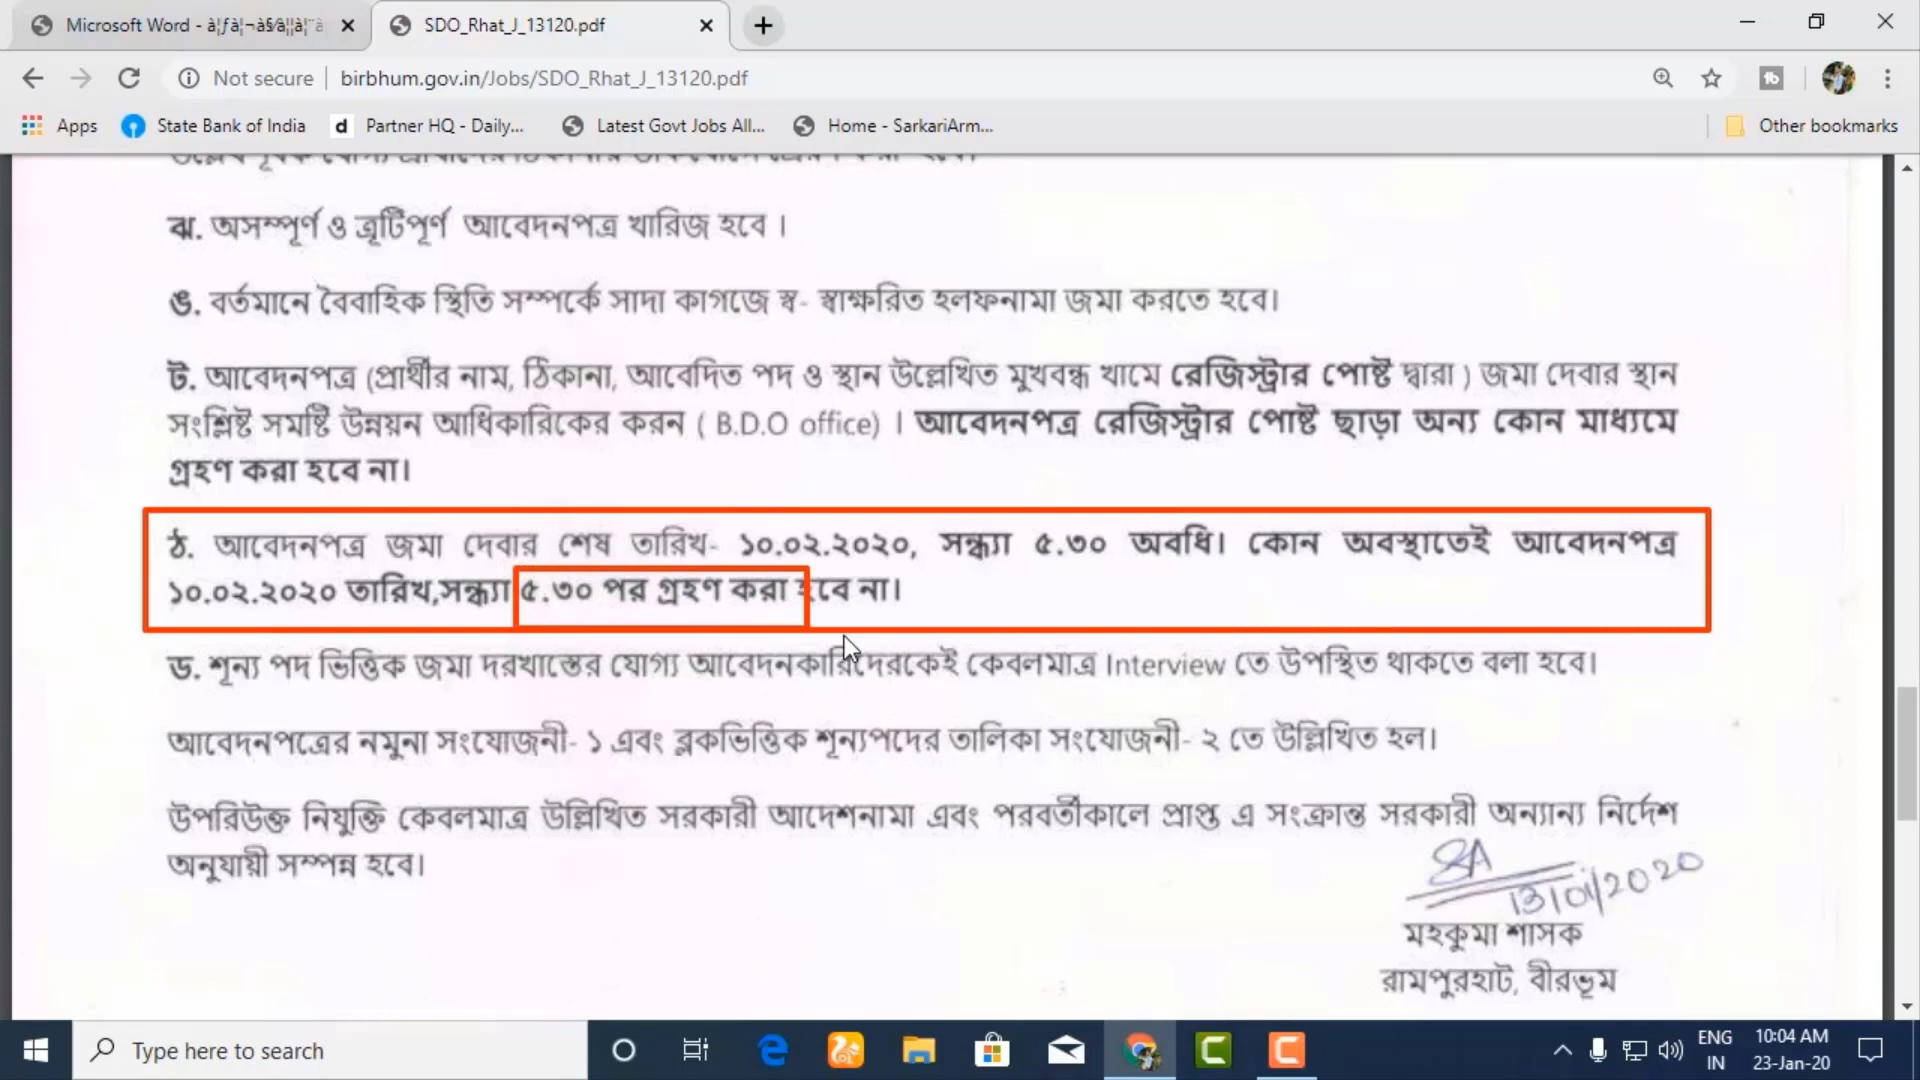 Microsoft Word - à¦ƒà¦¬à§â¦¦à¦¨à
SDO_Rhat_J_13120.pdf
Not secure
birbhum.gov.in/Jobs/SDO_Rhat_J_13120.pdf
Apps
State Bank of India
Partner HQ - Daily...
Latest Govt Jobs All...
Home - SarkariArm...
Other bookmarks
ঝ. অসম্পূর্ণ ও ত্রূটিপূর্ণ আবেদনপত্র খারিজ হবে ।
ঙ. বর্তমানে বৈবাহিক স্থিতি সম্পর্কে সাদা কাগজে স্ব- স্বাক্ষরিত হলফনামা জমা করতে হবে।
ট. আবেদনপত্র (প্রার্থীর নাম, ঠিকানা, আবেদিত পদ ও স্থান উল্লেখিত মুখবন্ধ খামে রেজিস্ট্রার পোষ্ট দ্বারা ) জমা দেবার স্থান
সংশ্লিষ্ট সমষ্টি উন্নয়ন আধিকারিকের করন ( B.D.O office) । আবেদনপত্র রেজিস্ট্রার পোষ্ট ছাড়া অন্য কোন মাধ্যমে
গ্রহণ করা হবে না।
ঠ. আবেদনপত্র জমা দেবার শেষ তারিখ- ১০.০২.২০২০, সন্ধ্যা ৫.৩০ অবধি। কোন অবস্থাতেই আবেদনপত্র
১০.০২.২০২০ তারিখ,সন্ধ্যা ৫.৩০ পর গ্রহণ করা হবে না।
ড. শূন্য পদ ভিত্তিক জমা দরখাস্তের যোগ্য আবেদনকারিদেরকেই কেবলমাত্র Interview তে উপস্থিত থাকতে বলা হবে।
আবেদনপত্রের নমুনা সংযোজনী- ১ এবং ব্লকভিত্তিক শূন্যপদের তালিকা সংযোজনী- ২ তে উল্লিখিত হল।
উপরিউক্ত নিযুক্তি কেবলমাত্র উল্লিখিত সরকারী আদেশনামা এবং পরবর্তীকালে প্রাপ্ত এ সংক্রান্ত সরকারী অন্যান্য নির্দেশ
অনুযায়ী সম্পন্ন হবে।
13/01/2020
মহকুমা শাসক
রামপুরহাট, বীরভূম
Type here to search
ENG
IN
10:04 AM
23-Jan-20